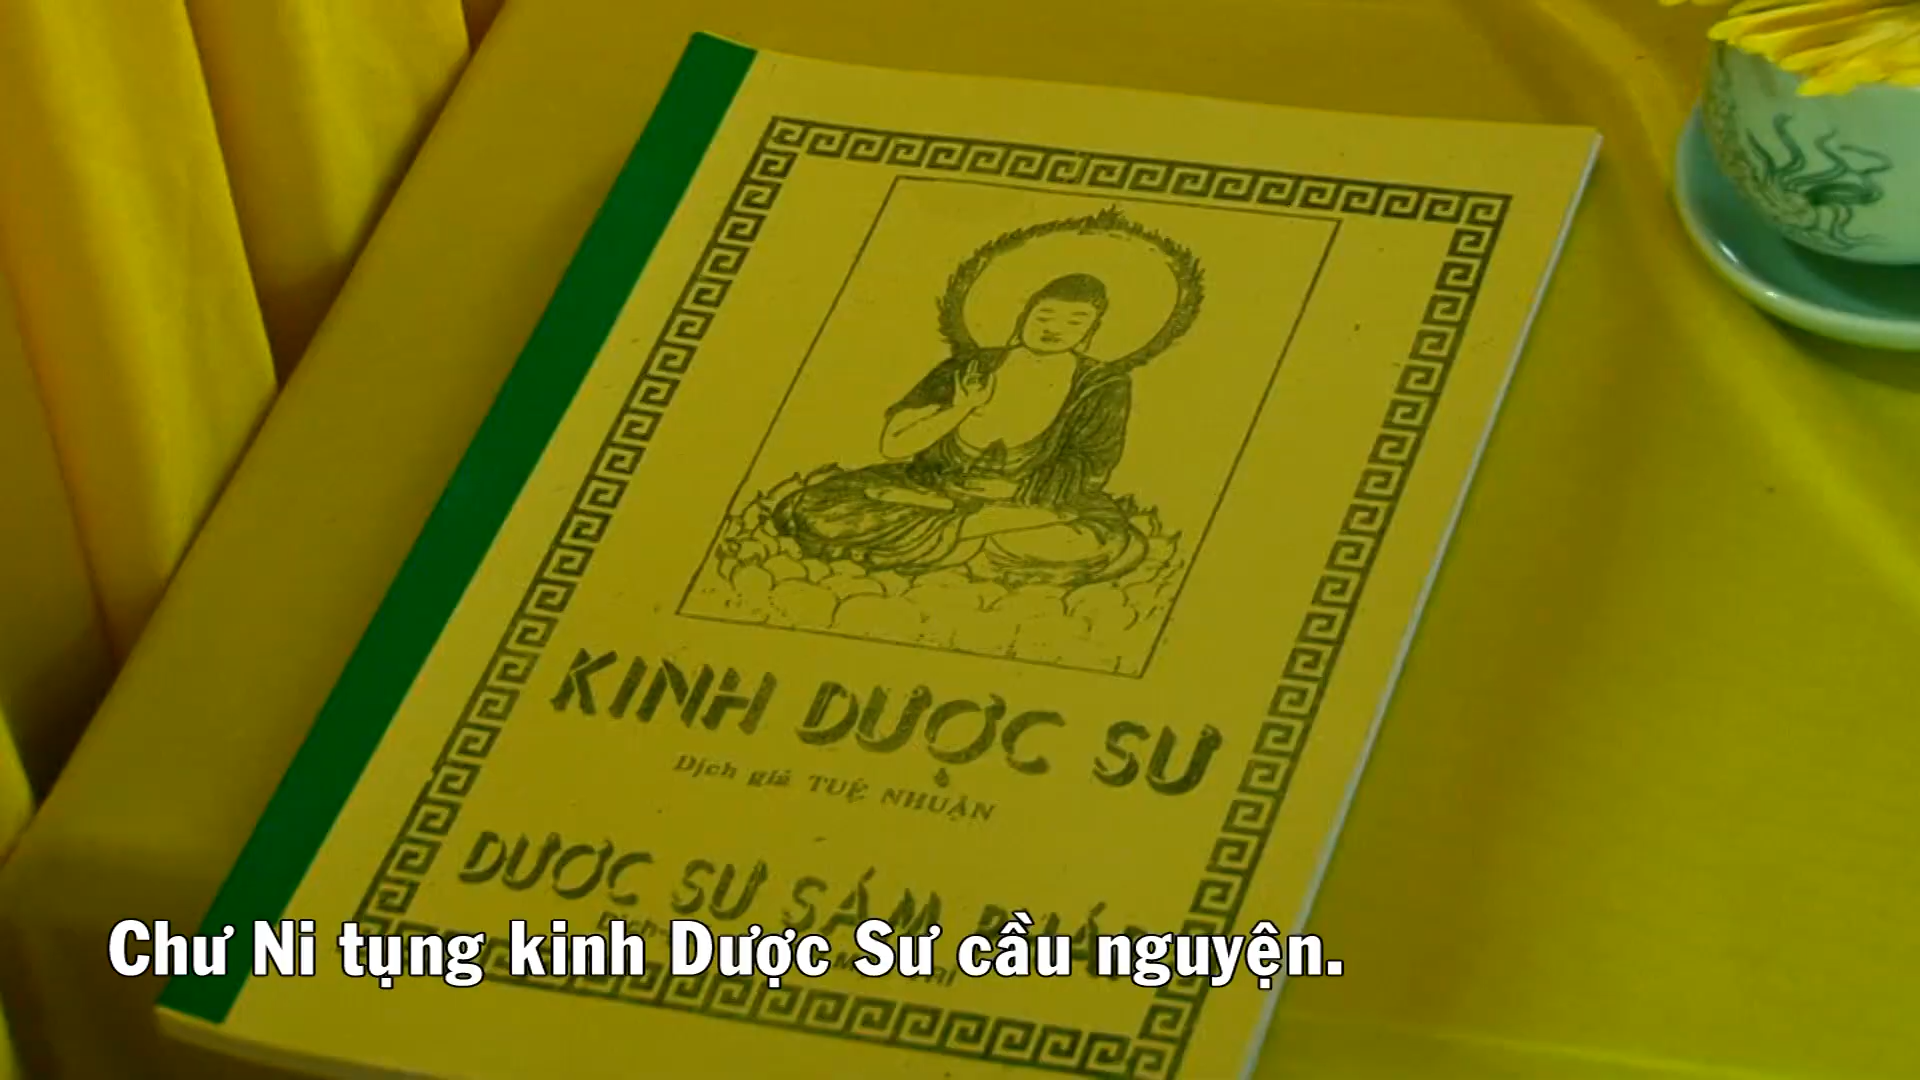 KINH DƯỢC SƯ
Dịch giả TUỆ NHUẬN
DƯỢC SƯ SÁM
Chư Ni tụng kinh Dược Sư cầu nguyện.